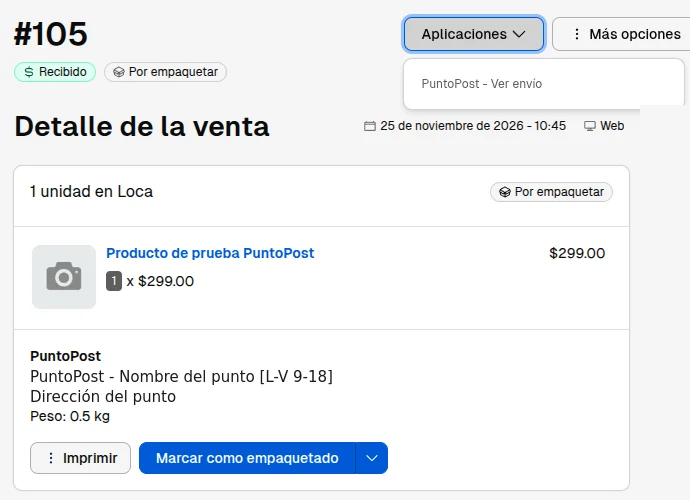 #105
Aplicaciones
Más opciones
Recibido
Por empaquetar
PuntoPost - Ver envío
Detalle de la venta
25 de noviembre de 2026 - 10:45
Web
1 unidad en Loca
Por empaquetar
Producto de prueba PuntoPost
$299.00
1 x $299.00
PuntoPost
PuntoPost - Nombre del punto [L-V 9-18]
Dirección del punto
Peso: 0.5 kg
Imprimir
Marcar como empaquetado